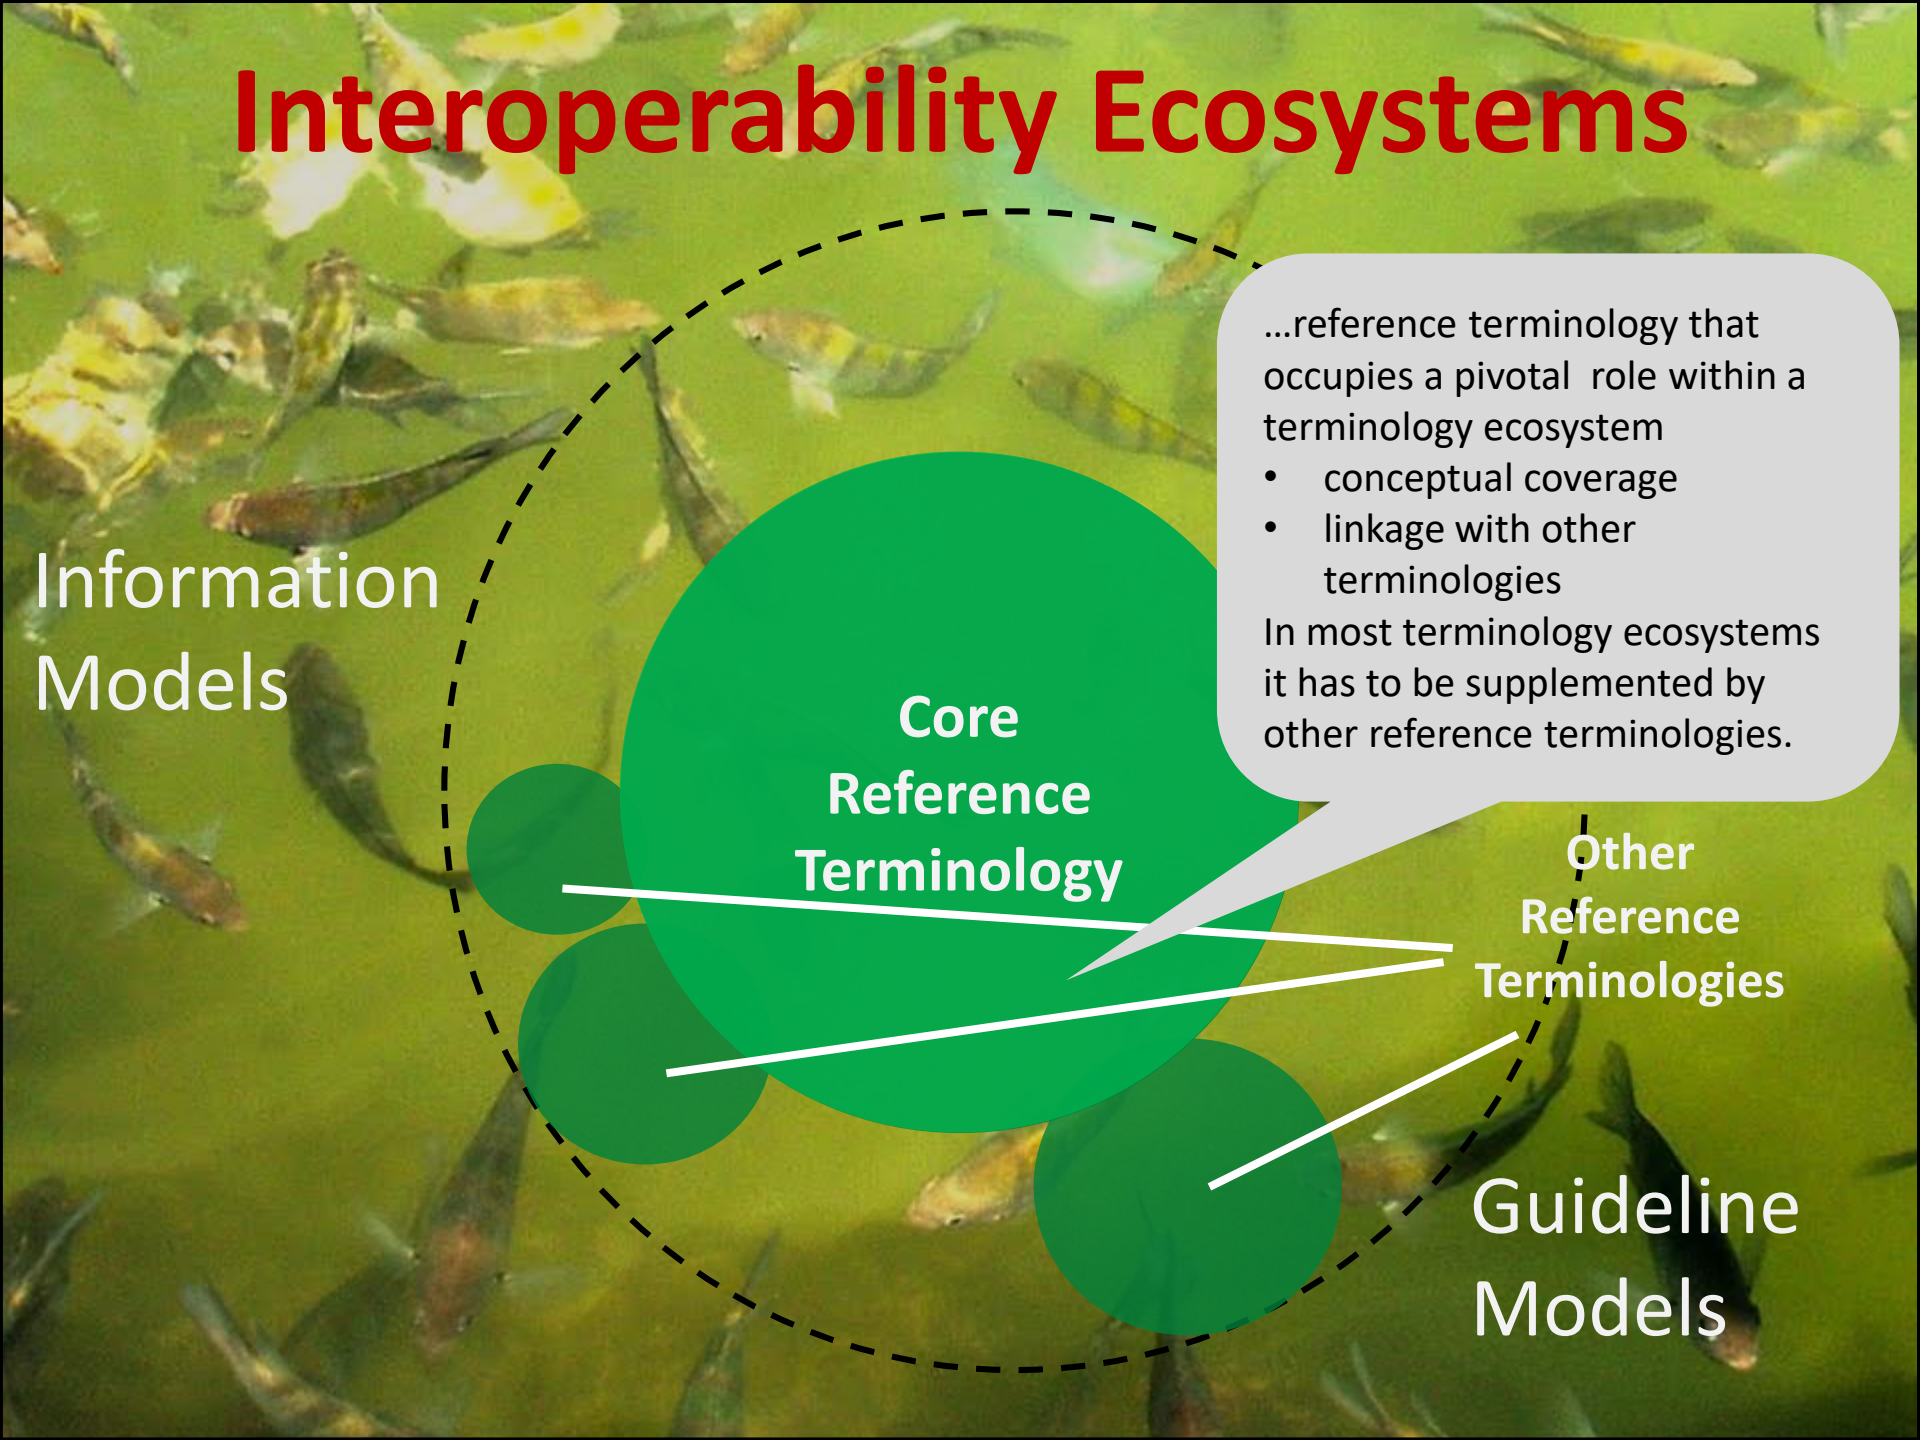 Interoperability Ecosystems
…reference terminology that
occupies a pivotal role within a
terminology ecosystem
• conceptual coverage
• linkage with other
terminologies
In most terminology ecosystems
it has to be supplemented by
other reference terminologies.
Information
Models
Core
Reference
Terminology
Other
Reference
Terminologies
Guideline
Models